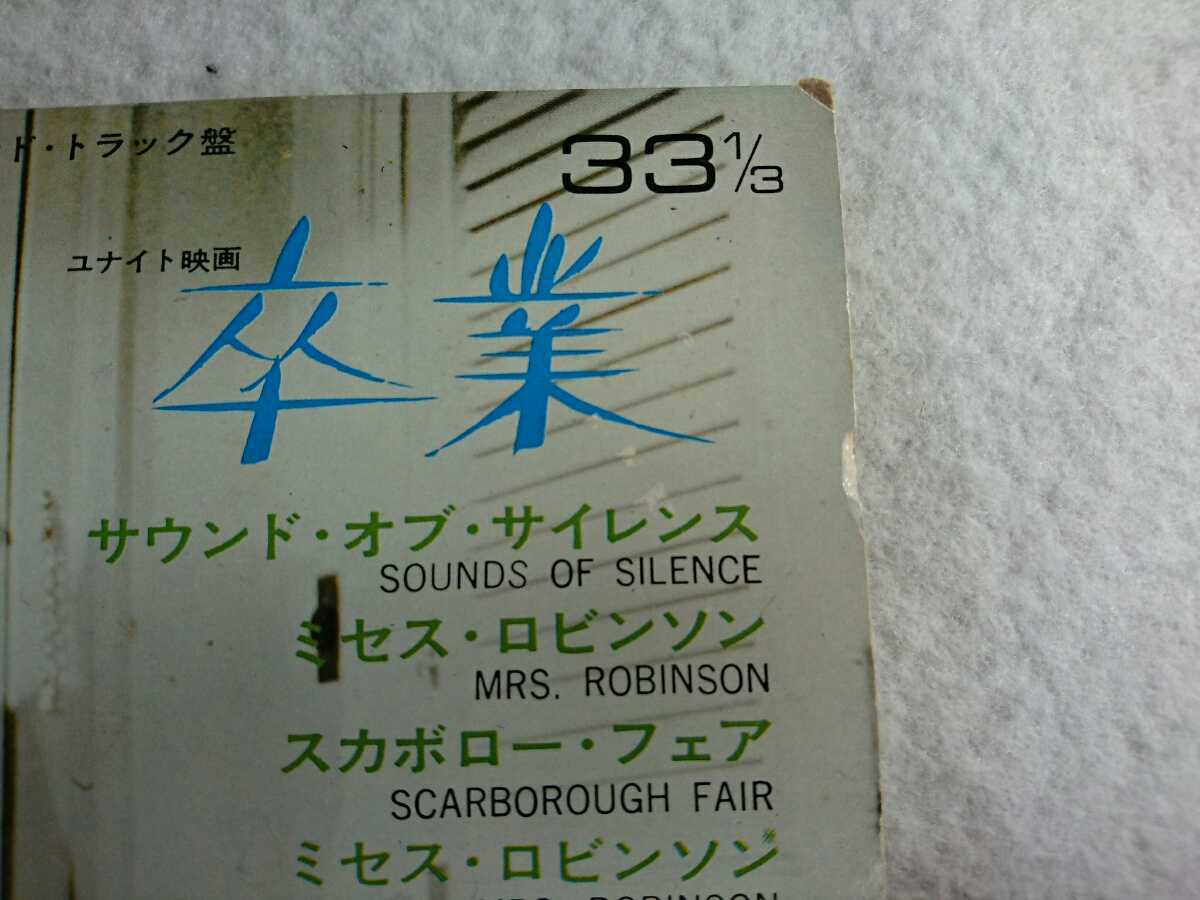 ド・トラック盤
33⅓
ユナイト映画
卒業
サウンド・オブ・サイレンス
SOUNDS OF SILENCE
ミセス・ロビンソン
MRS. ROBINSON
スカボロー・フェア
SCARBOROUGH FAIR
ミセス・ロビンソン※
MRS. ROBINSON